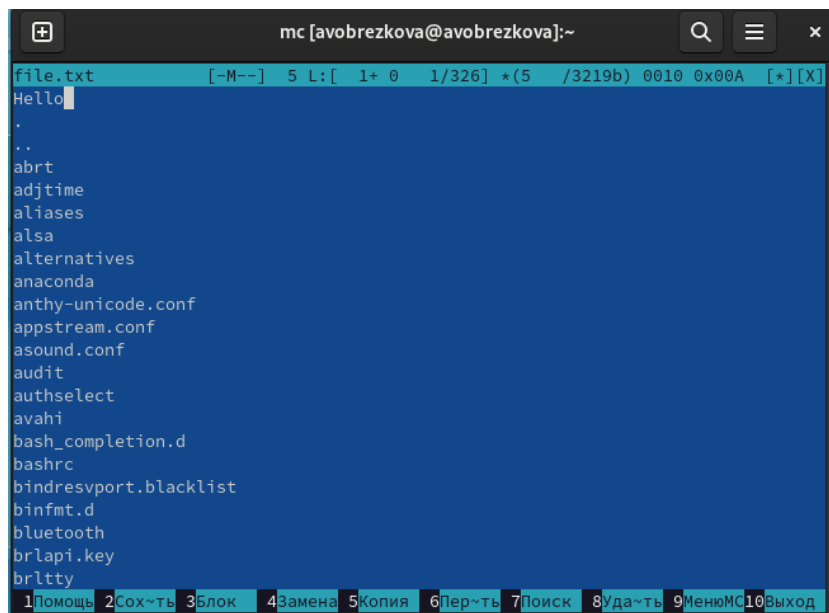 mc [avobrezkova@avobrezkova]:~
file.txt [-M--] 5 L:[ 1+ 0 1/326] *(5 /3219b) 0010 0x00A [*][X]
Hello
.
..
abrt
adjtime
aliases
alsa
alternatives
anaconda
anthy-unicode.conf
appstream.conf
asound.conf
audit
authselect
avahi
bash_completion.d
bashrc
bindresvport.blacklist
binfmt.d
bluetooth
brlapi.key
brltty
1Помощь 2Сох~ть 3Блок 4Замена 5Копия 6Пер~ть 7Поиск 8Уда~ть 9МенюMC 10Выход